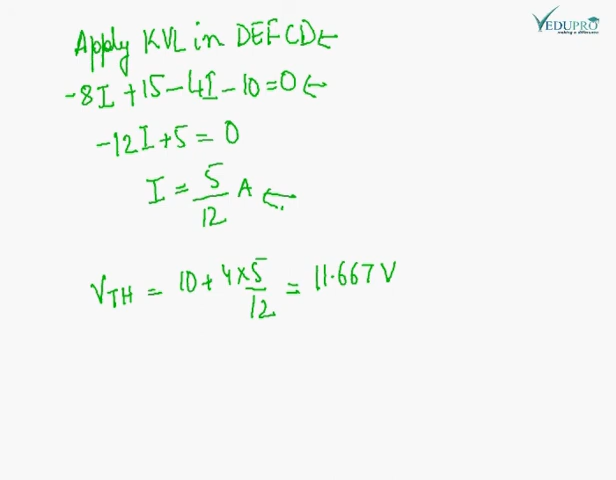 VEDUPRO
making a difference
Apply KVL in DEFCD←
-8I + 15 - 4I - 10 = 0 ←
-12I + 5 = 0
I = 5/12 A ←
V_TH = 10 + 4×5/12 = 11.667 V